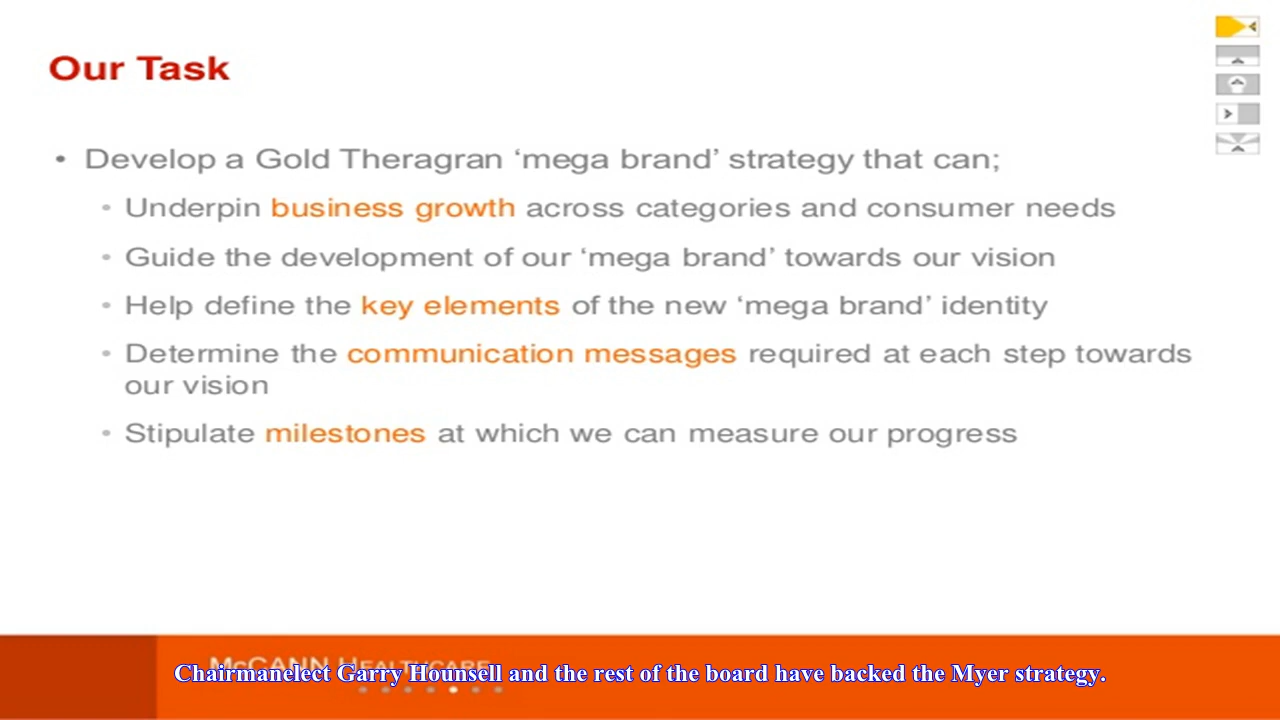 Our Task
• Develop a Gold Theragran ‘mega brand’ strategy that can;
• Underpin business growth across categories and consumer needs
• Guide the development of our ‘mega brand’ towards our vision
• Help define the key elements of the new ‘mega brand’ identity
• Determine the communication messages required at each step towards
our vision
• Stipulate milestones at which we can measure our progress
McCANN HEALTHCARE
Chairmanelect Garry Hounsell and the rest of the board have backed the Myer strategy.